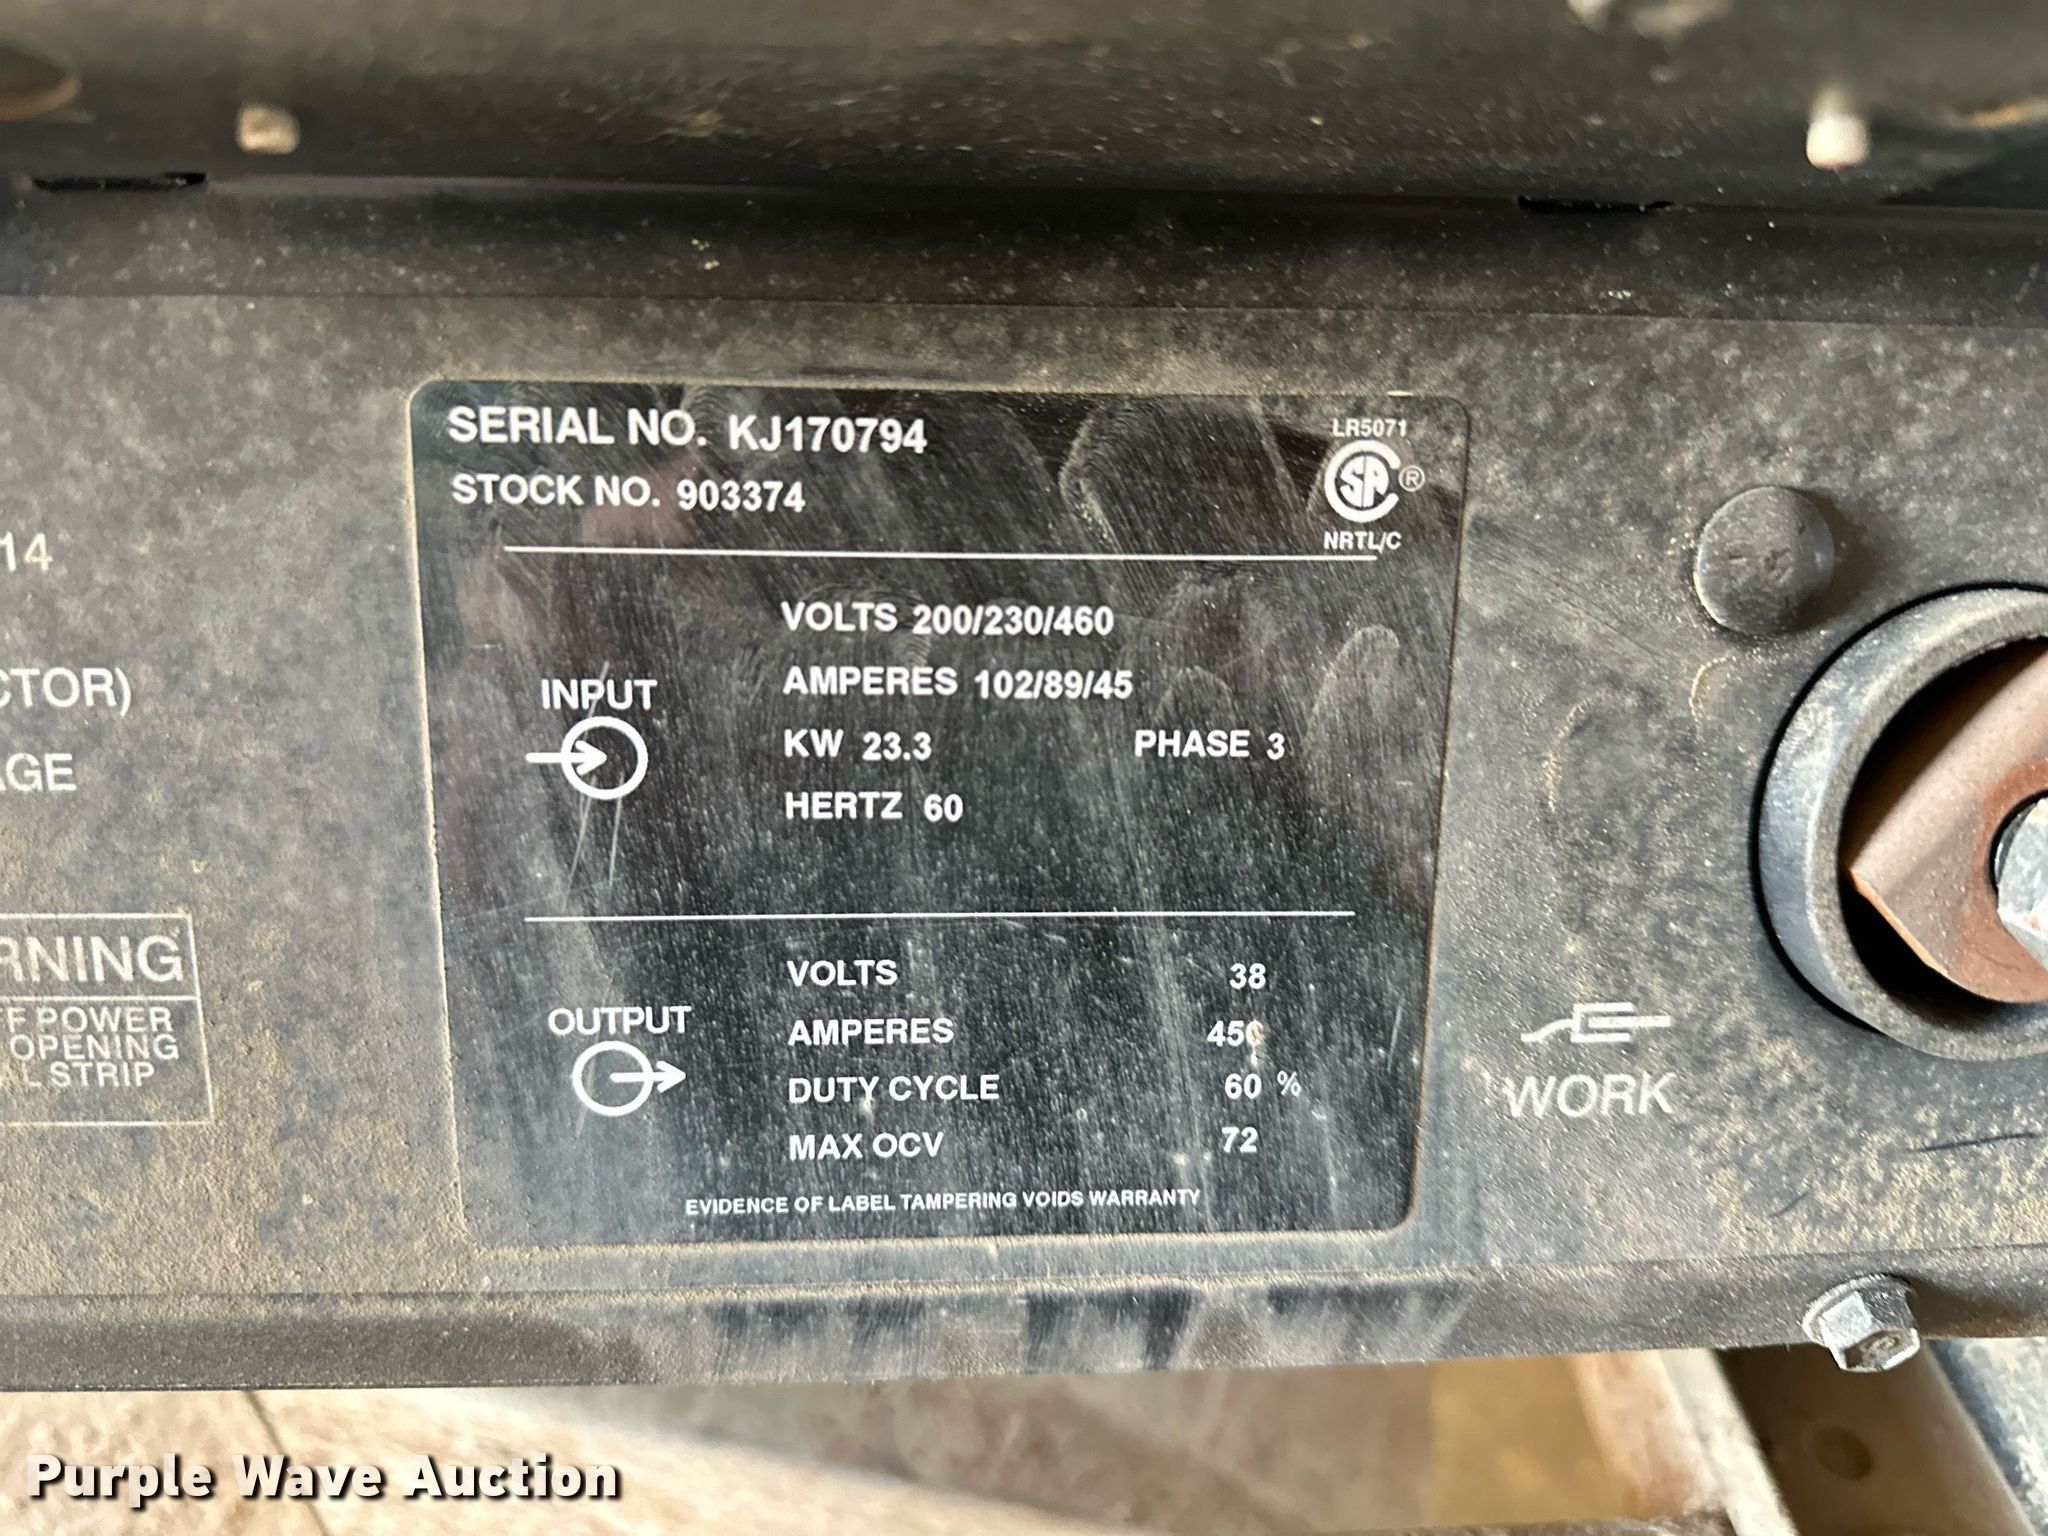 SERIAL NO. KJ170794
STOCK NO. 903374
LR5071
SA ®
NRTL/C
14
CTOR)
AGE
RNING
F POWER
OPENING
L STRIP
INPUT
VOLTS 200/230/460
AMPERES 102/89/45
KW 23.3 PHASE 3
HERTZ 60
OUTPUT
VOLTS 38
AMPERES 450
DUTY CYCLE 60 %
MAX OCV 72
EVIDENCE OF LABEL TAMPERING VOIDS WARRANTY
WORK
Purple Wave Auction